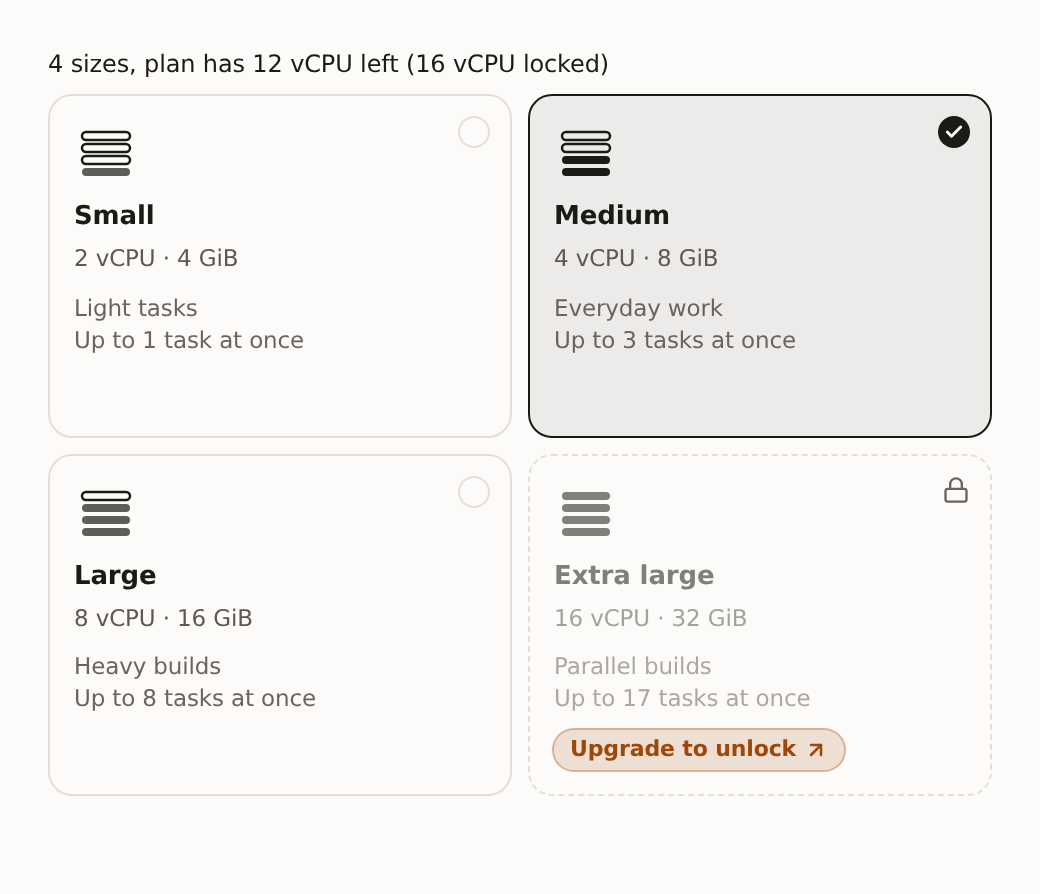 4 sizes, plan has 12 vCPU left (16 vCPU locked)
Small
2 vCPU · 4 GiB
Light tasks
Up to 1 task at once
Medium
4 vCPU · 8 GiB
Everyday work
Up to 3 tasks at once
Large
8 vCPU · 16 GiB
Heavy builds
Up to 8 tasks at once
Extra large
16 vCPU · 32 GiB
Parallel builds
Up to 17 tasks at once
Upgrade to unlock